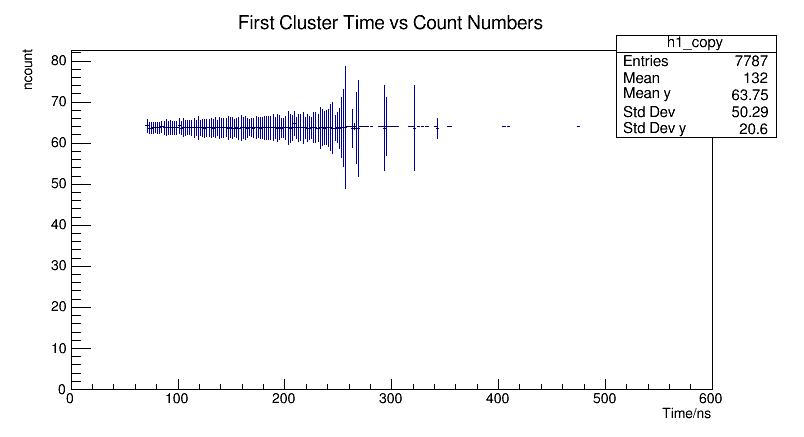 First Cluster Time vs Count Numbers
ncount
h1_copy
Entries 7787
Mean 132
Mean y 63.75
Std Dev 50.29
Std Dev y 20.6
80
70
60
50
40
30
20
10
0
0 100 200 300 400 500 600
Time/ns